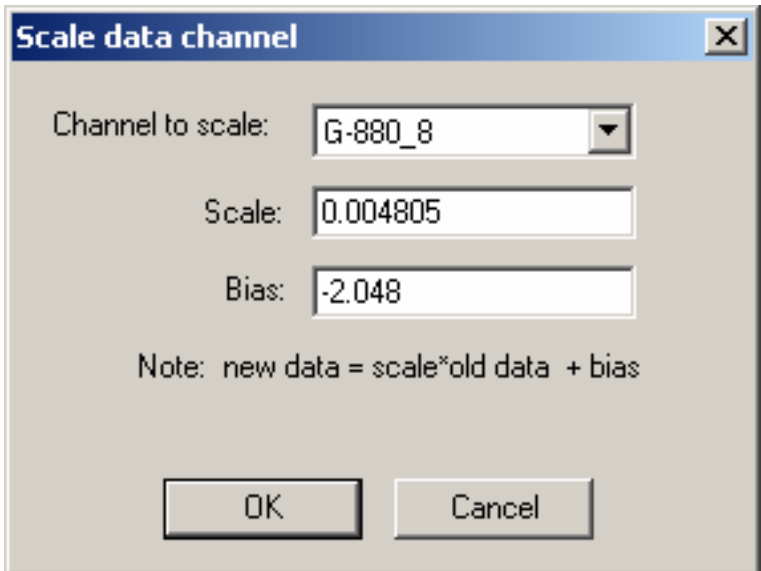 Scale data channel
Channel to scale: G-880_8
Scale: 0.004805
Bias: -2.048
Note: new data = scale*old data + bias
OK Cancel